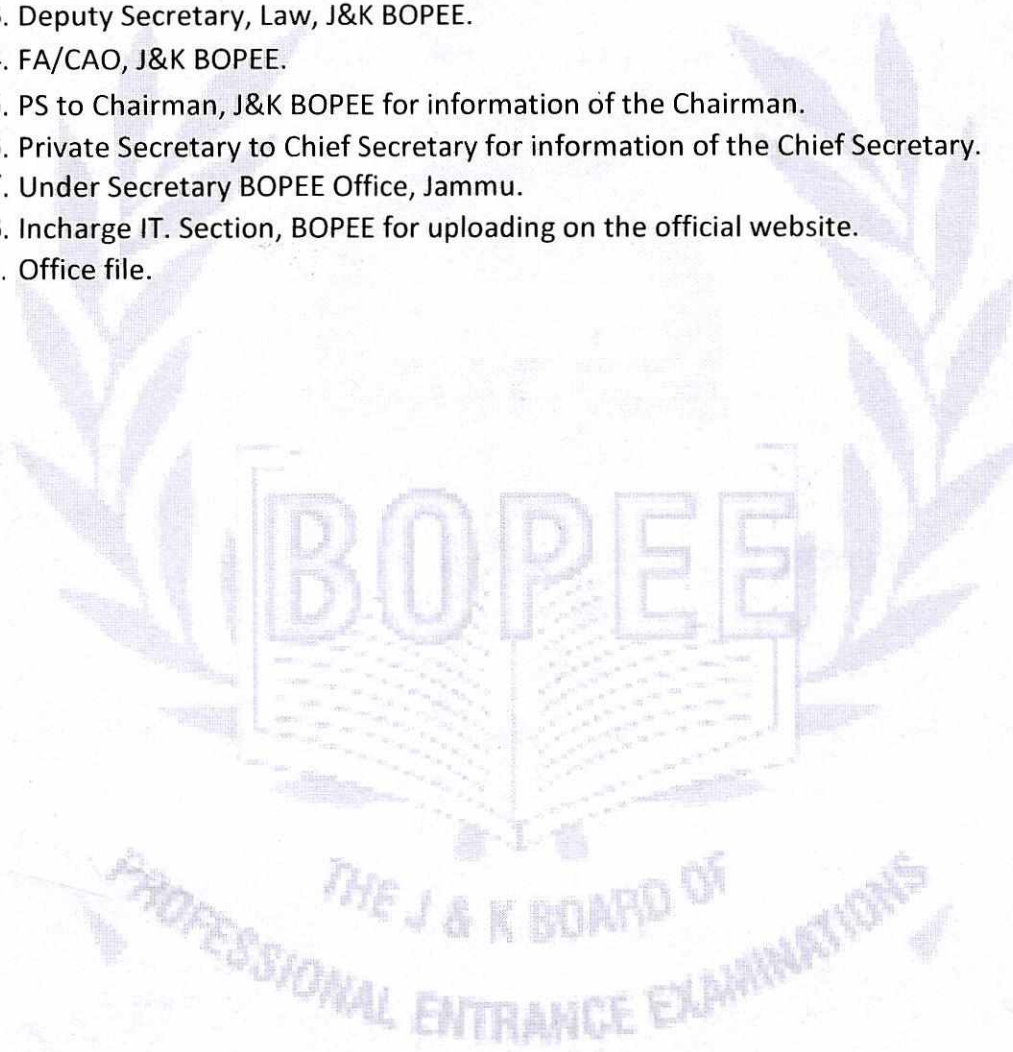 . Deputy Secretary, Law, J&K BOPEE.
. FA/CAO, J&K BOPEE.
. PS to Chairman, J&K BOPEE for information of the Chairman.
. Private Secretary to Chief Secretary for information of the Chief Secretary.
. Under Secretary BOPEE Office, Jammu.
. Incharge IT. Section, BOPEE for uploading on the official website.
. Office file.
BOPEE
THE J & K BOARD OF
PROFESSIONAL ENTRANCE EXAMINATIONS